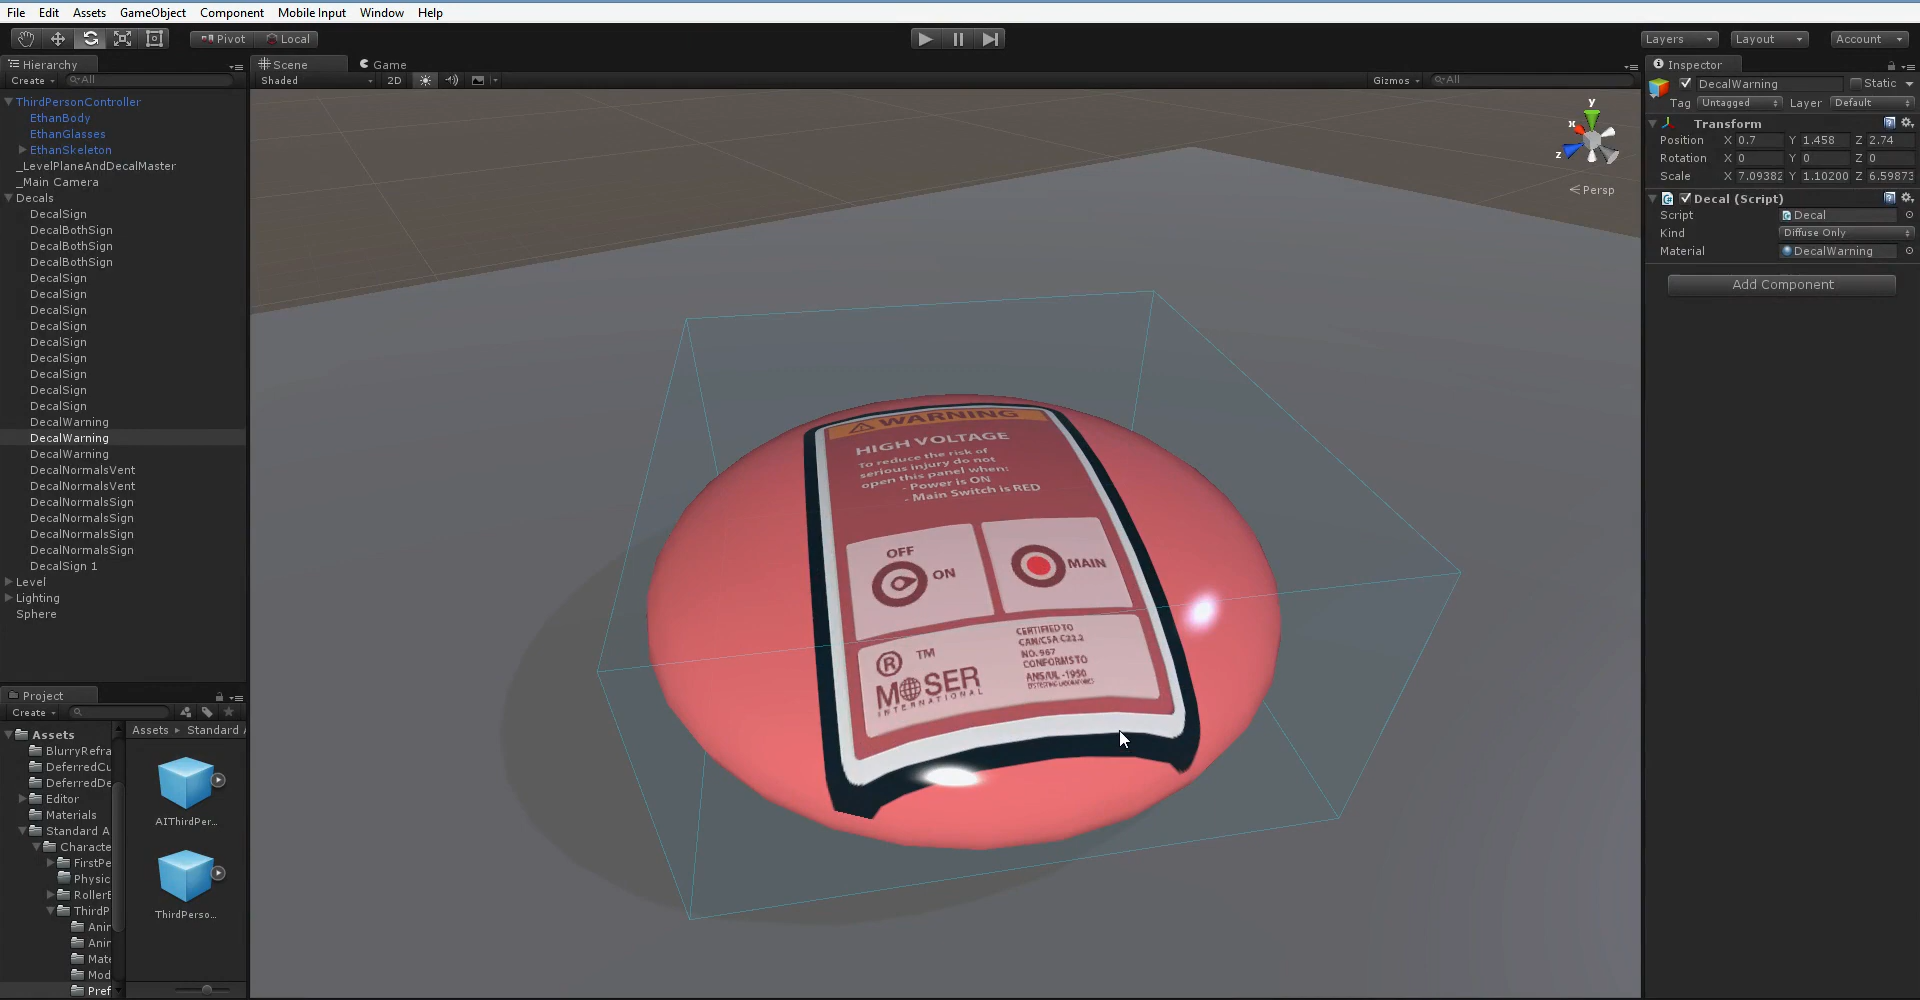 File Edit Assets GameObject Component Mobile Input Window Help
Pivot Local Layers Layout Account
Hierarchy
Create All
ThirdPersonController
EthanBody
EthanGlasses
EthanSkeleton
_LevelPlaneAndDecalMaster
_Main Camera
Decals
DecalSign
DecalBothSign
DecalBothSign
DecalBothSign
DecalSign
DecalSign
DecalSign
DecalSign
DecalSign
DecalSign
DecalSign
DecalSign
DecalSign
DecalWarning
DecalWarning
DecalWarning
DecalNormalsVent
DecalNormalsVent
DecalNormalsSign
DecalNormalsSign
DecalNormalsSign
DecalNormalsSign
DecalSign 1
Level
Lighting
Sphere
Project
Create
Assets
BlurryRefra
DeferredCu
DeferredDe
Editor
Materials
Standard A
Characte
FirstPe
Physic
RollerE
ThirdP
Anir
Anir
Mate
Mod
Pref
Assets ▸ Standard A
AIThirdPer...
ThirdPerso...
Scene Game
Shaded 2D Gizmos All
y
x
z
Persp
WARNING
HIGH VOLTAGE
To reduce the risk of
serious injury do not
open this panel when:
- Power is ON
- Main Switch is RED
OFF
ON
MAIN
® TM
MOSER
INTERNATIONAL
CERTIFIED TO
CAN/CSA C22.2
NO. 987
CONFORMS TO
ANS/UL -1950
Inspector
DecalWarning Static
Tag Untagged Layer Default
Transform
Position X 0.7 Y 1.458 Z 2.74
Rotation X 0 Y 0 Z 0
Scale X 7.09382 Y 1.10200 Z 6.59873
Decal (Script)
Script Decal
Kind Diffuse Only
Material DecalWarning
Add Component